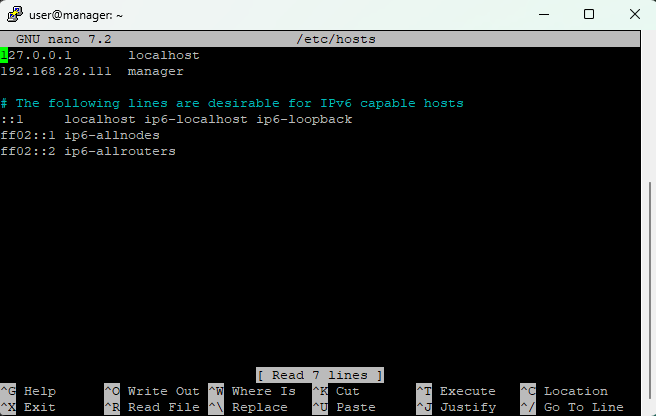 user@manager: ~
GNU nano 7.2 /etc/hosts
127.0.0.1 localhost
192.168.28.111 manager
# The following lines are desirable for IPv6 capable hosts
::1 localhost ip6-localhost ip6-loopback
ff02::1 ip6-allnodes
ff02::2 ip6-allrouters
[ Read 7 lines ]
^G Help ^O Write Out ^W Where Is ^K Cut ^T Execute ^C Location
^X Exit ^R Read File ^\ Replace ^U Paste ^J Justify ^/ Go To Line